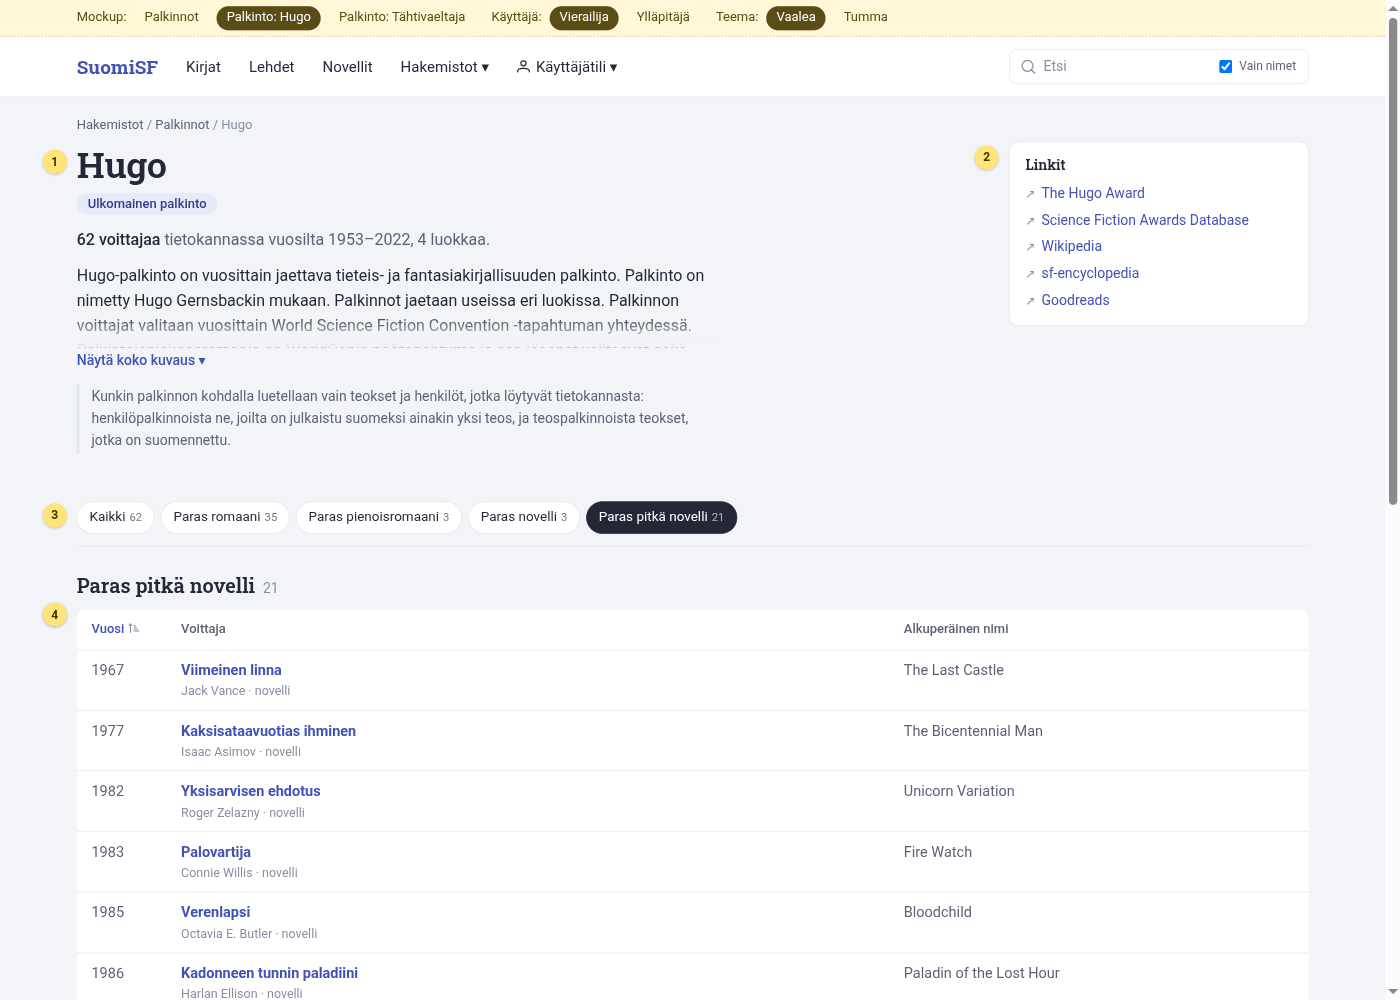 Mockup: Palkinnot Palkinto: Hugo Palkinto: Tähtivaeltaja Käyttäjä: Vierailija Ylläpitäjä Teema: Vaalea Tumma
SuomiSF Kirjat Lehdet Novellit Hakemistot ▾ Käyttäjätili ▾ Etsi Vain nimet
Hakemistot / Palkinnot / Hugo
1 Hugo
Ulkomainen palkinto
62 voittajaa tietokannassa vuosilta 1953–2022, 4 luokkaa.
Hugo-palkinto on vuosittain jaettava tieteis- ja fantasiakirjallisuuden palkinto. Palkinto on
nimetty Hugo Gernsbackin mukaan. Palkinnot jaetaan useissa eri luokissa. Palkinnon
voittajat valitaan vuosittain World Science Fiction Convention -tapahtuman yhteydessä.
Näytä koko kuvaus ▾
Kunkin palkinnon kohdalla luetellaan vain teokset ja henkilöt, jotka löytyvät tietokannasta:
henkilöpalkinnoista ne, joilta on julkaistu suomeksi ainakin yksi teos, ja teospalkinnoista teokset,
jotka on suomennettu.
2 Linkit
↗ The Hugo Award
↗ Science Fiction Awards Database
↗ Wikipedia
↗ sf-encyclopedia
↗ Goodreads
3 Kaikki 62 Paras romaani 35 Paras pienoisromaani 3 Paras novelli 3 Paras pitkä novelli 21
Paras pitkä novelli 21
4
Vuosi Voittaja Alkuperäinen nimi
1967 Viimeinen linna The Last Castle
Jack Vance · novelli
1977 Kaksisataavuotias ihminen The Bicentennial Man
Isaac Asimov · novelli
1982 Yksisarvisen ehdotus Unicorn Variation
Roger Zelazny · novelli
1983 Palovartija Fire Watch
Connie Willis · novelli
1985 Verenlapsi Bloodchild
Octavia E. Butler · novelli
1986 Kadonneen tunnin paladiini Paladin of the Lost Hour
Harlan Ellison · novelli